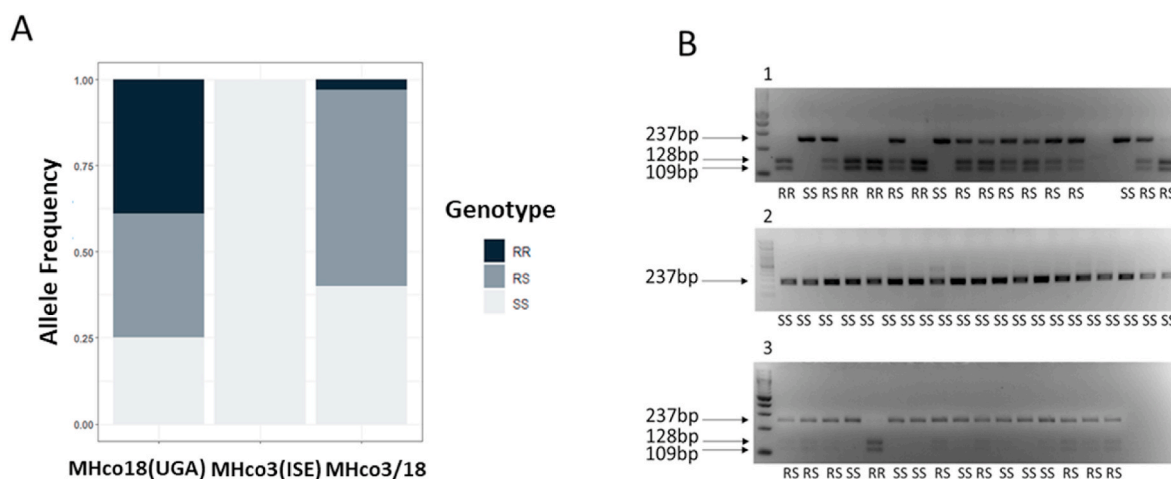 A
1.00
0.75
0.50
0.25
0.00
Allele Frequency
MHco18(UGA) MHco3(ISE) MHco3/18
Genotype
RR
RS
SS
B
1
237bp
128bp
109bp
RR SS RS RR RR RS RR SS RS RS RS RS RS RS SS RS RS
2
237bp
SS SS SS SS SS SS SS SS SS SS SS SS SS SS SS SS SS SS SS
3
237bp
128bp
109bp
RS RS RS SS RR SS SS RS SS SS SS SS RS RS RS